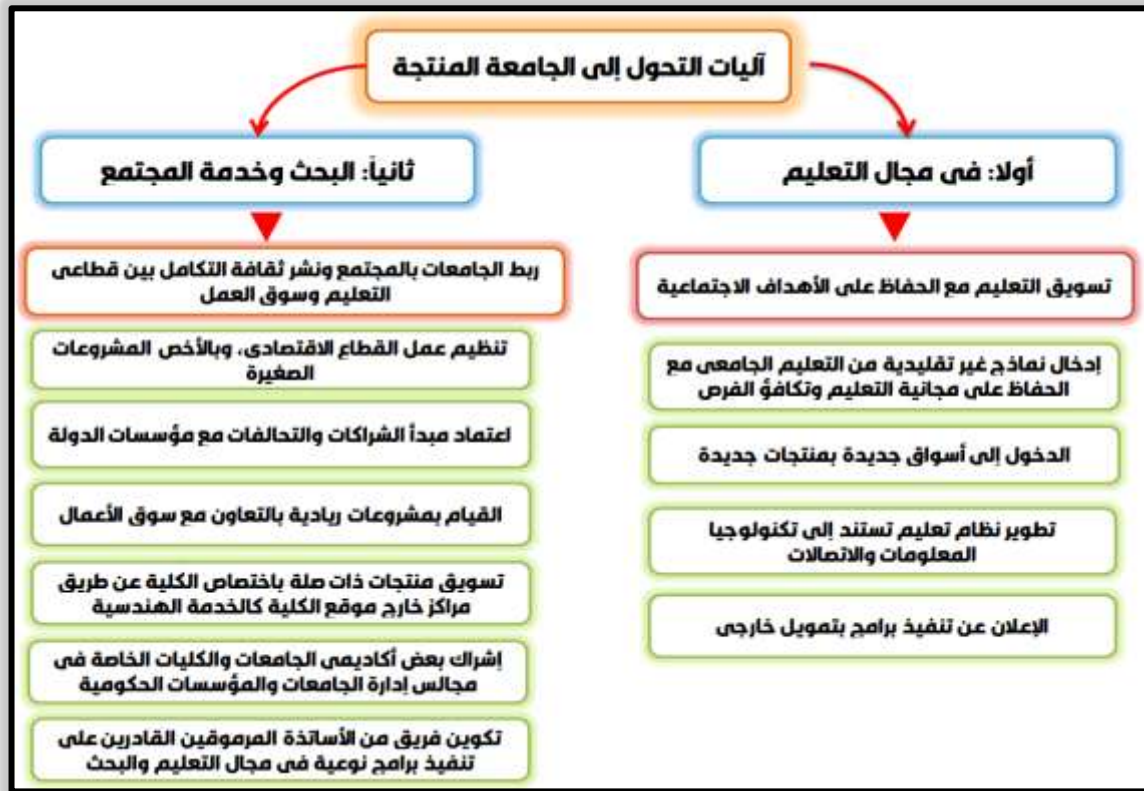 آليات التحول إلى الجامعة المنتجة
أولا: فى مجال التعليم
تسويق التعليم مع الحفاظ على الأهداف الاجتماعية
إدخال نماذج غير تقليدية من التعليم الجامعى مع
الحفاظ على مجانية التعليم وتكافؤ الفرص
الدخول إلى أسواق جديدة بمنتجات جديدة
تطوير نظام تعليم تستند إلى تكنولوجيا
المعلومات والاتصالات
الإعلان عن تنفيذ برامج بتمويل خارجى
ثانياً: البحث وخدمة المجتمع
ربط الجامعات بالمجتمع ونشر ثقافة التكامل بين قطاعى
التعليم وسوق العمل
تنظيم عمل القطاع الاقتصادى، وبالأخص المشروعات
الصغيرة
اعتماد مبدأ الشراكات والتحالفات مع مؤسسات الدولة
القيام بمشروعات ريادية بالتعاون مع سوق الأعمال
تسويق منتجات ذات صلة باختصاص الكلية عن طريق
مراكز خارج موقع الكلية كالخدمة الهندسية
إشراك بعض أكاديمى الجامعات والكليات الخاصة فى
مجالس إدارة الجامعات والمؤسسات الحكومية
تكوين فريق من الأساتذة المرموقين القادرين على
تنفيذ برامج نوعية فى مجال التعليم والبحث